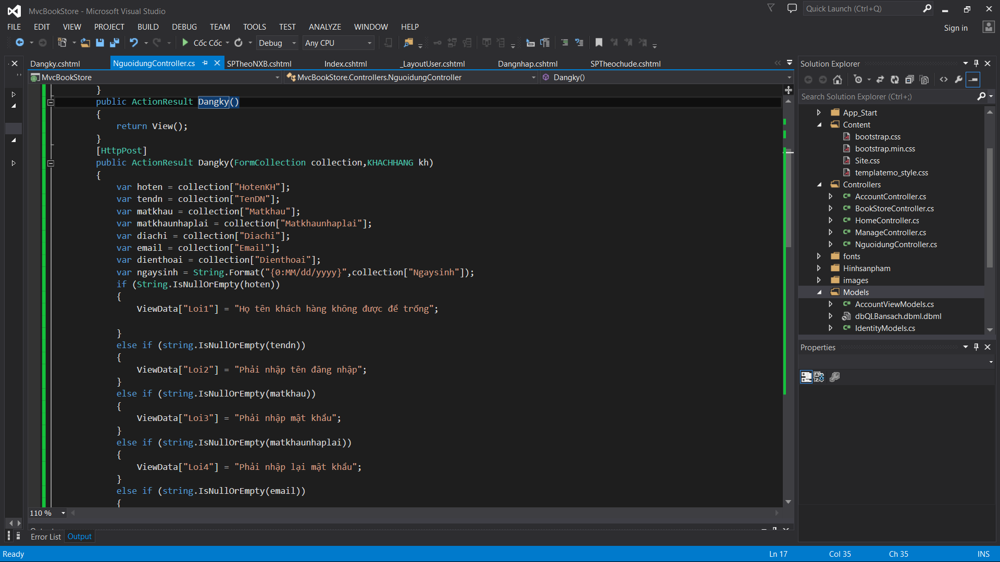 MvcBookStore - Microsoft Visual Studio
Quick Launch (Ctrl+Q)
FILE EDIT VIEW PROJECT BUILD DEBUG TEAM TOOLS TEST ANALYZE WINDOW HELP
Sign in
Cốc Cốc Debug Any CPU
Dangky.cshtml NguoidungController.cs SPTheoNXB.cshtml Index.cshtml _LayoutUser.cshtml Dangnhap.cshtml SPTheochude.cshtml
MvcBookStore MvcBookStore.Controllers.NguoidungController Dangky()
}
public ActionResult Dangky()
{
return View();
}
[HttpPost]
public ActionResult Dangky(FormCollection collection,KHACHHANG kh)
{
var hoten = collection["HotenKH"];
var tendn = collection["TenDN"];
var matkhau = collection["Matkhau"];
var matkhaunhaplai = collection["Matkhaunhaplai"];
var diachi = collection["Diachi"];
var email = collection["Email"];
var dienthoai = collection["Dienthoai"];
var ngaysinh = String.Format("{0:MM/dd/yyyy}",collection["Ngaysinh"]);
if (String.IsNullOrEmpty(hoten))
{
ViewData["Loi1"] = "Họ tên khách hàng không được để trống";
}
else if (string.IsNullOrEmpty(tendn))
{
ViewData["Loi2"] = "Phải nhập tên đăng nhập";
}
else if (string.IsNullOrEmpty(matkhau))
{
ViewData["Loi3"] = "Phải nhập mật khẩu";
}
else if (string.IsNullOrEmpty(matkhaunhaplai))
{
ViewData["Loi4"] = "Phải nhập lại mật khẩu";
}
else if (string.IsNullOrEmpty(email))
{
110 %
Error List Output
Solution Explorer
Search Solution Explorer (Ctrl+;)
App_Start
Content
bootstrap.css
bootstrap.min.css
Site.css
templatemo_style.css
Controllers
AccountController.cs
BookStoreController.cs
HomeController.cs
ManageController.cs
NguoidungController.cs
fonts
Hinhsanpham
images
Models
AccountViewModels.cs
dbQLBansach.dbml.dbml
IdentityModels.cs
Properties
Ready Ln 17 Col 35 Ch 35 INS